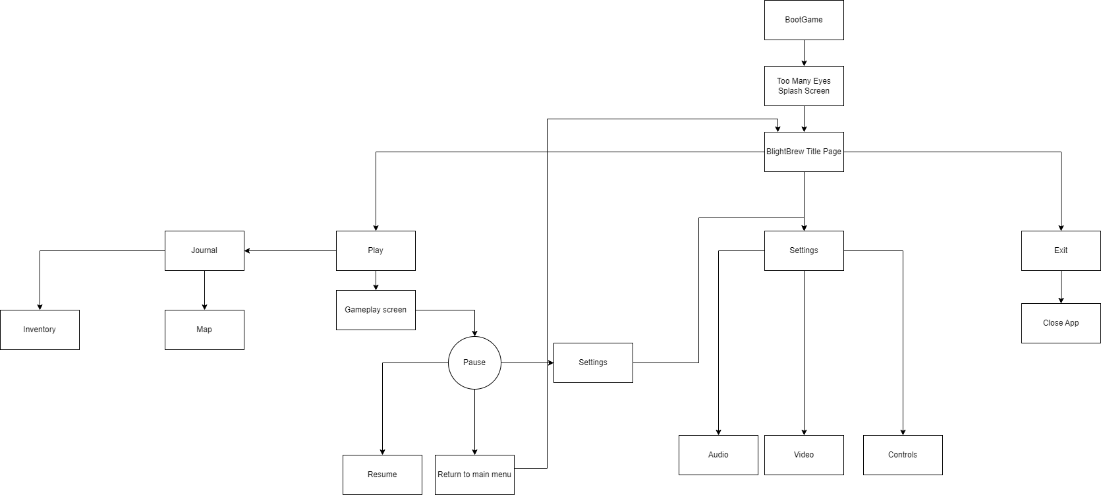 BootGame
Too Many Eyes
Splash Screen
BlightBrew Title Page
Journal
Play
Settings
Exit
Inventory
Map
Gameplay screen
Close App
Pause
Settings
Resume
Return to main menu
Audio
Video
Controls